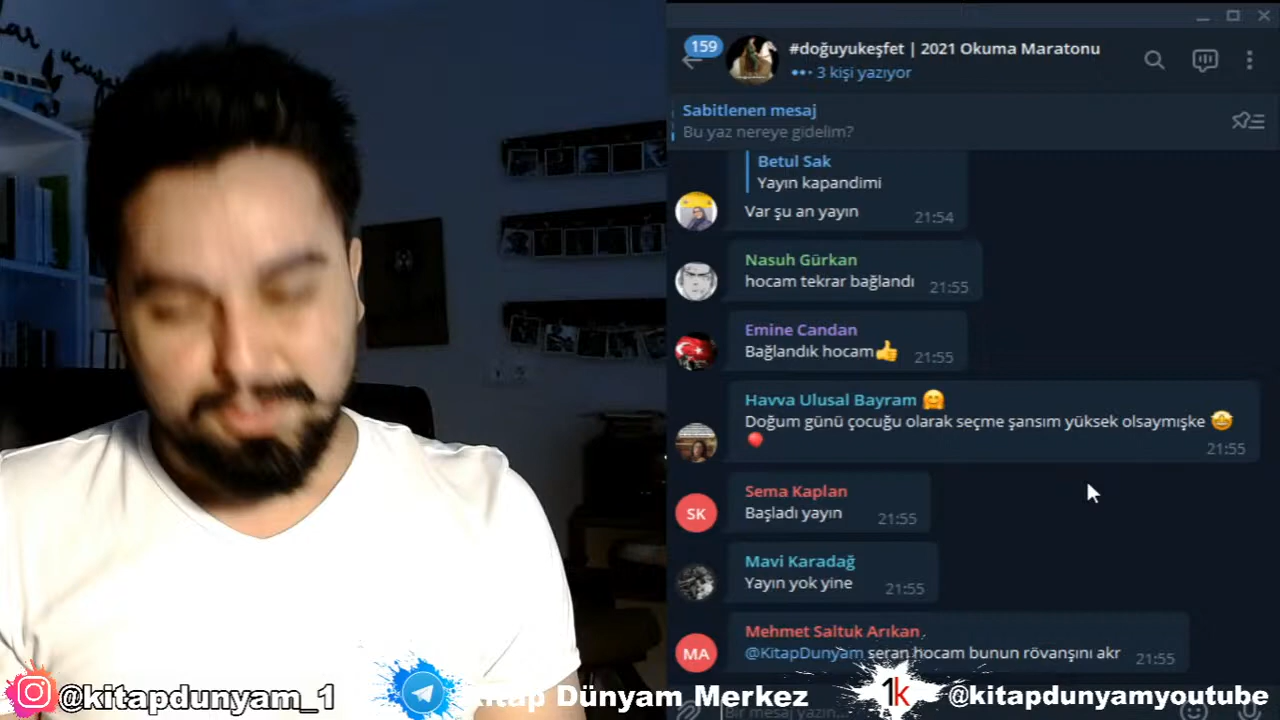 159
#doğuyukeşfet | 2021 Okuma Maratonu
3 kişi yazıyor
Sabitlenen mesaj
Bu yaz nereye gidelim?
Betul Sak
Yayın kapandimi
Var şu an yayın 21:54
Nasuh Gürkan
hocam tekrar bağlandı 21:55
Emine Candan
Bağlandık hocam👍 21:55
Havva Ulusal Bayram 🤗
Doğum günü çocuğu olarak seçme şansım yüksek olsaymışke 🤩
🎈 21:55
Sema Kaplan
SK Başladı yayın 21:55
Mavi Karadağ
Yayın yok yine 21:55
Mehmet Saltuk Arıkan
MA @KitapDunyam seran hocam bunun rövanşını akr 21:55
Bir mesaj yazın...
@kitapdunyam_1 Kitap Dünyam Merkez 1k @kitapdunyamyoutube